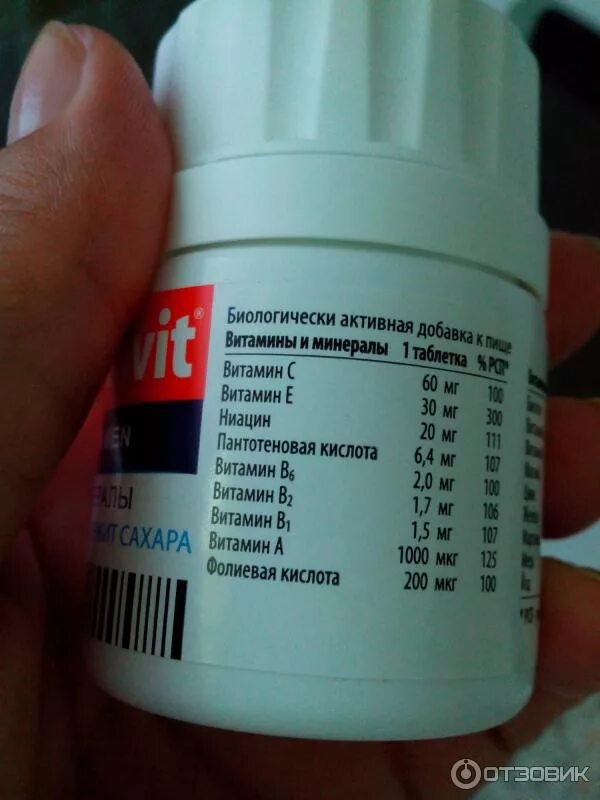 vit®
MEN
САХАРА
Биологически активная добавка к пище
Витамины и минералы 1 таблетка % РСП*
Витамин C 60 мг 100
Витамин E 30 мг 300
Ниацин 20 мг 111
Пантотеновая кислота 6,4 мг 107
Витамин B6 2,0 мг 100
Витамин B2 1,7 мг 106
Витамин B1 1,5 мг 107
Витамин A 1000 мкг 125
Фолиевая кислота 200 мкг 100
ОТЗОВИК